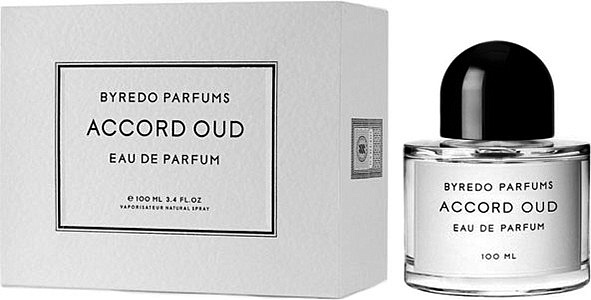 BYREDO PARFUMS
ACCORD OUD
EAU DE PARFUM
e 100 ML 3.4 FL.OZ
VAPORISATEUR NATURAL SPRAY
BYREDO PARFUMS
ACCORD OUD
EAU DE PARFUM
100 ML